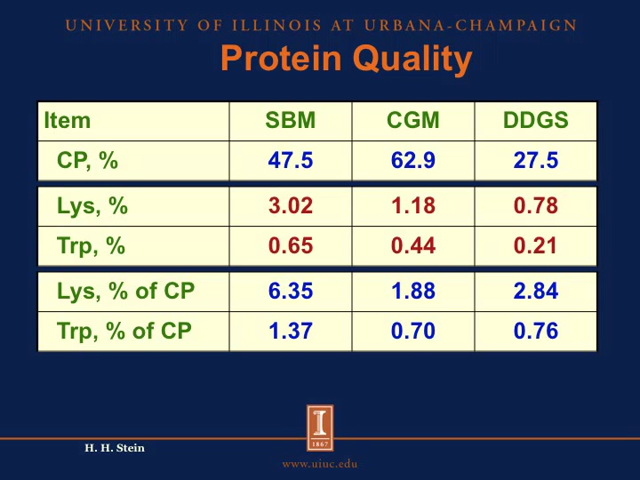 UNIVERSITY OF ILLINOIS AT URBANA-CHAMPAIGN
Protein Quality
Item SBM CGM DDGS
CP, % 47.5 62.9 27.5
Lys, % 3.02 1.18 0.78
Trp, % 0.65 0.44 0.21
Lys, % of CP 6.35 1.88 2.84
Trp, % of CP 1.37 0.70 0.76
I
1867
H. H. Stein
www.uiuc.edu